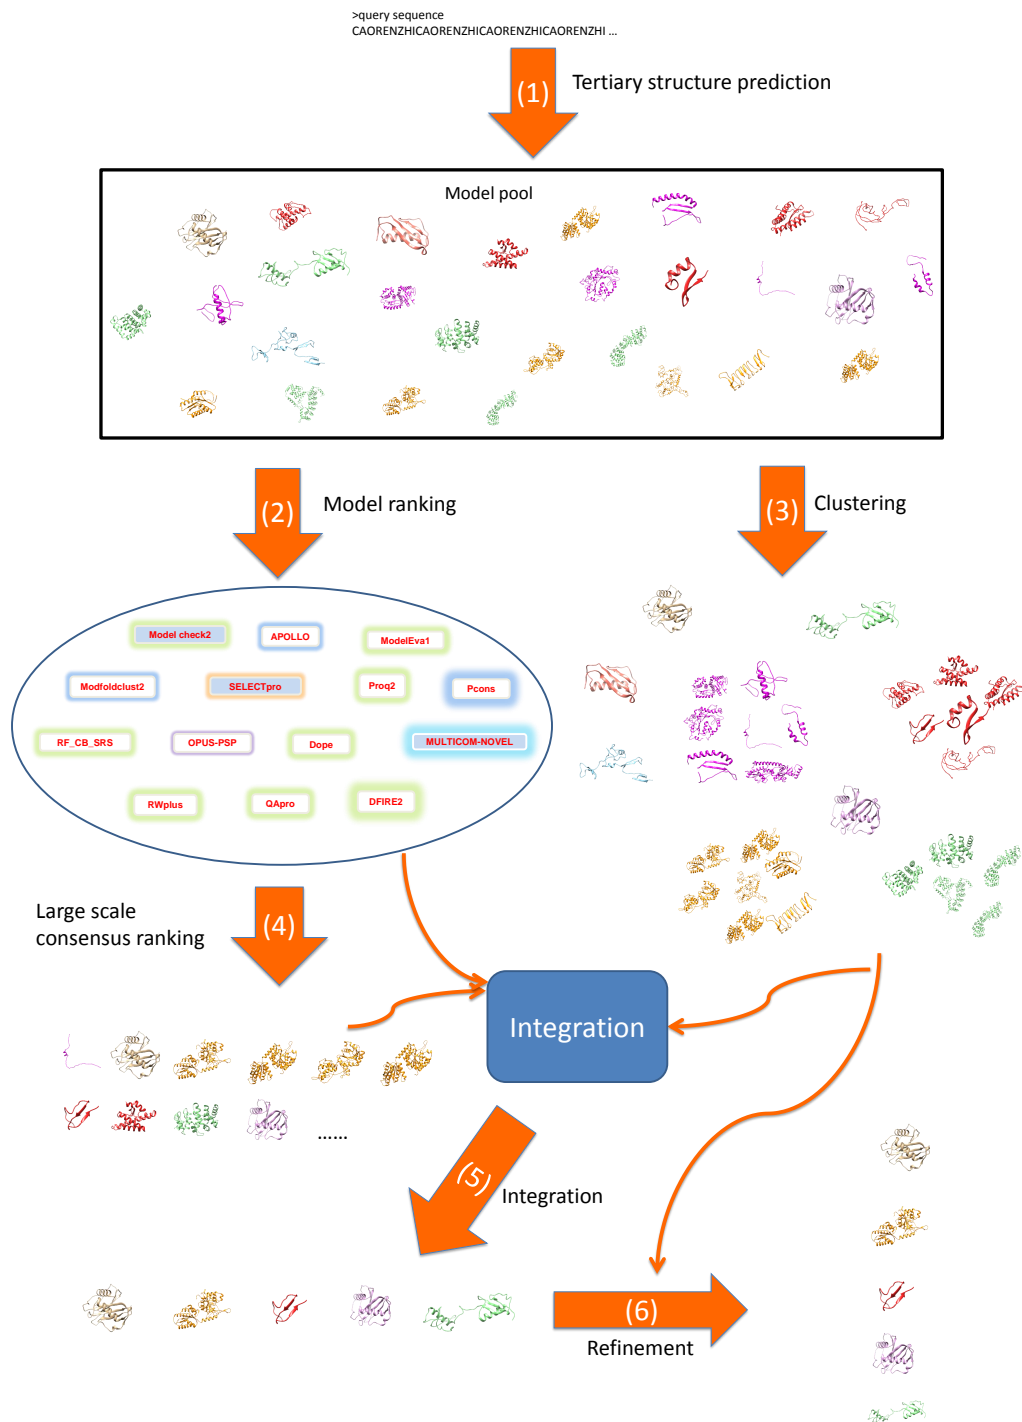 >query sequence
CAORENZHICAORENZHICAORENZHICAORENZHI ...
(1)
Tertiary structure prediction
Model pool
(2)
Model ranking
(3)
Clustering
Model check2
APOLLO
ModelEva1
Modfoldclust2
SELECTpro
Proq2
Pcons
RF_CB_SRS
OPUS-PSP
Dope
MULTICOM-NOVEL
RWplus
QApro
DFIRE2
Large scale
consensus ranking
(4)
Integration
......
(5)
Integration
(6)
Refinement